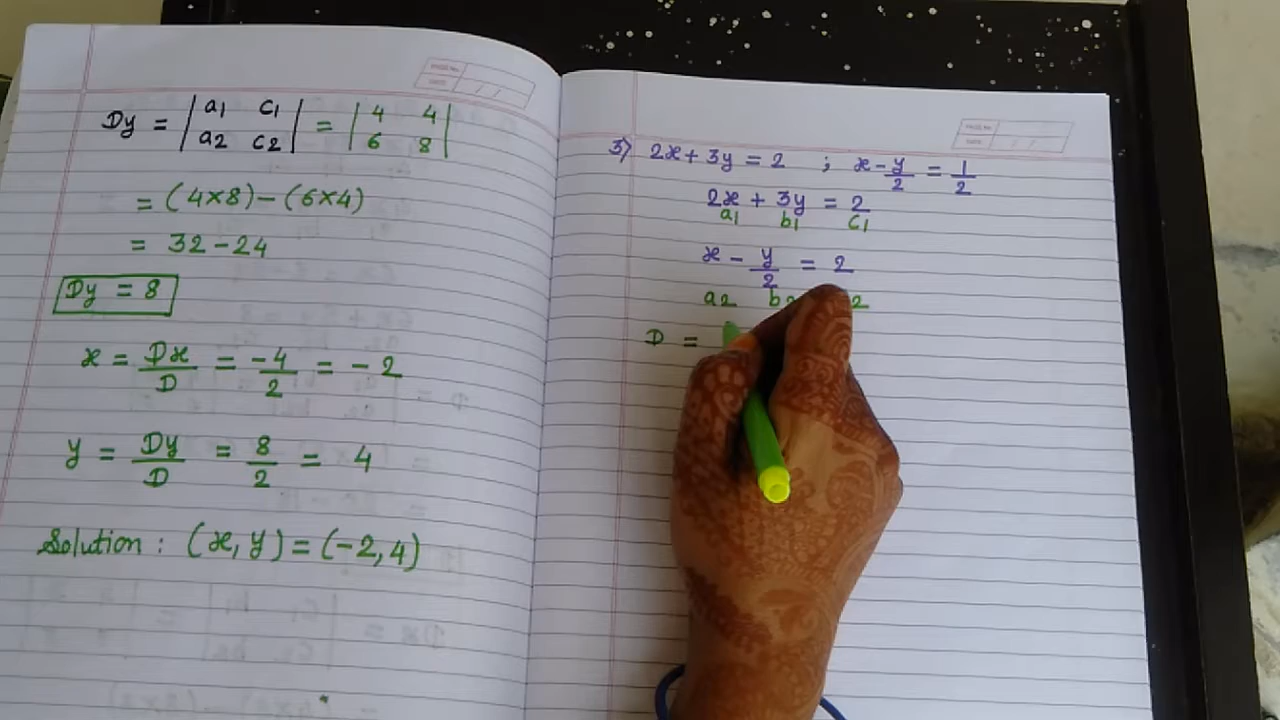 Dy = | a1 c1 | = | 4 4 |
| a2 c2 | | 6 8 |
= (4×8)-(6×4)
= 32-24
Dy = 8
x = Dx/D = -4/2 = -2
y = Dy/D = 8/2 = 4
Solution : (x, y) = (-2, 4)
3) 2x+3y = 2 ; x-y/2 = 1/2
2x + 3y = 2
a1 b1 c1
x - y/2 = 2
a2 2
D =